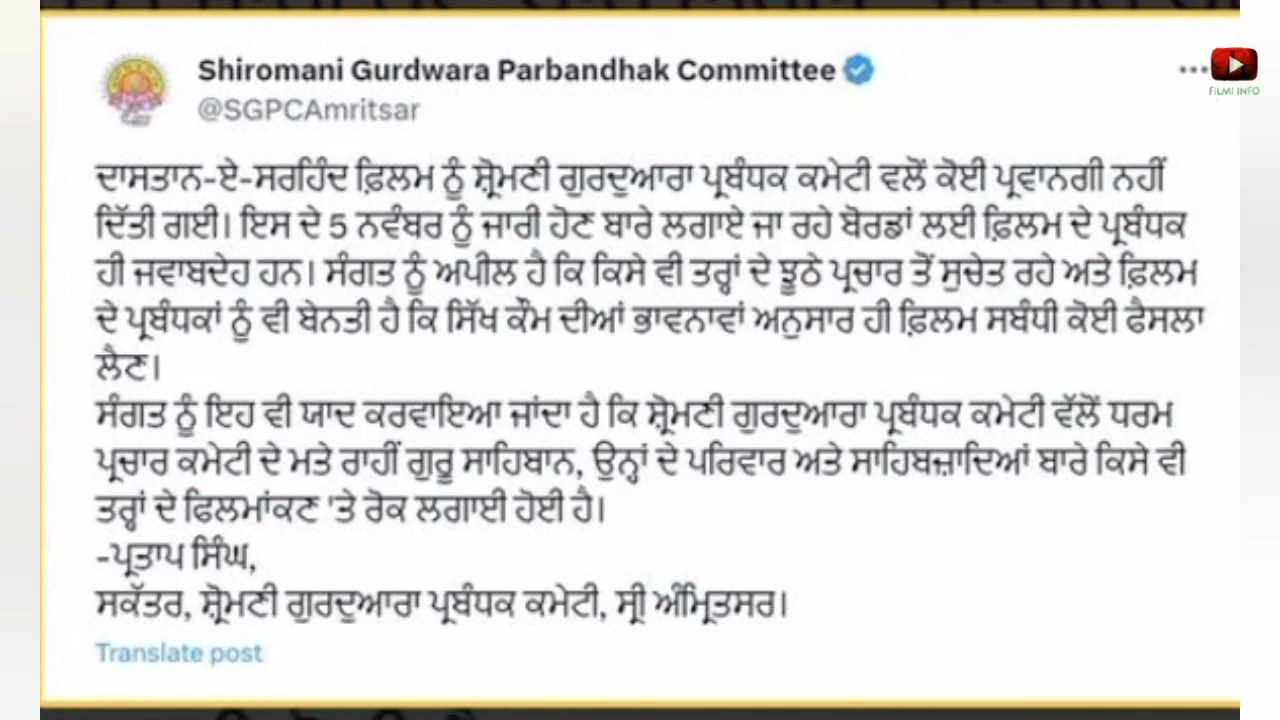 Shiromani Gurdwara Parbandhak Committee
@SGPCAmritsar
FILMI INFO
ਦਾਸਤਾਨ-ਏ-ਸਰਹਿੰਦ ਫ਼ਿਲਮ ਨੂੰ ਸ਼੍ਰੋਮਣੀ ਗੁਰਦੁਆਰਾ ਪ੍ਰਬੰਧਕ ਕਮੇਟੀ ਵਲੋਂ ਕੋਈ ਪ੍ਰਵਾਨਗੀ ਨਹੀਂ
ਦਿੱਤੀ ਗਈ। ਇਸ ਦੇ 5 ਨਵੰਬਰ ਨੂੰ ਜਾਰੀ ਹੋਣ ਬਾਰੇ ਲਗਾਏ ਜਾ ਰਹੇ ਬੋਰਡਾਂ ਲਈ ਫ਼ਿਲਮ ਦੇ ਪ੍ਰਬੰਧਕ
ਹੀ ਜਵਾਬਦੇਹ ਹਨ। ਸੰਗਤ ਨੂੰ ਅਪੀਲ ਹੈ ਕਿ ਕਿਸੇ ਵੀ ਤਰ੍ਹਾਂ ਦੇ ਝੂਠੇ ਪ੍ਰਚਾਰ ਤੋਂ ਸੁਚੇਤ ਰਹੇ ਅਤੇ ਫ਼ਿਲਮ
ਦੇ ਪ੍ਰਬੰਧਕਾਂ ਨੂੰ ਵੀ ਬੇਨਤੀ ਹੈ ਕਿ ਸਿੱਖ ਕੌਮ ਦੀਆਂ ਭਾਵਨਾਵਾਂ ਅਨੁਸਾਰ ਹੀ ਫ਼ਿਲਮ ਸਬੰਧੀ ਕੋਈ ਫੈਸਲਾ
ਲੈਣ।
ਸੰਗਤ ਨੂੰ ਇਹ ਵੀ ਯਾਦ ਕਰਵਾਇਆ ਜਾਂਦਾ ਹੈ ਕਿ ਸ਼੍ਰੋਮਣੀ ਗੁਰਦੁਆਰਾ ਪ੍ਰਬੰਧਕ ਕਮੇਟੀ ਵੱਲੋਂ ਧਰਮ
ਪ੍ਰਚਾਰ ਕਮੇਟੀ ਦੇ ਮਤੇ ਰਾਹੀਂ ਗੁਰੂ ਸਾਹਿਬਾਨ, ਉਨ੍ਹਾਂ ਦੇ ਪਰਿਵਾਰ ਅਤੇ ਸਾਹਿਬਜ਼ਾਦਿਆਂ ਬਾਰੇ ਕਿਸੇ ਵੀ
ਤਰ੍ਹਾਂ ਦੇ ਫਿਲਮਾਂਕਣ 'ਤੇ ਰੋਕ ਲਗਾਈ ਹੋਈ ਹੈ।
-ਪ੍ਰਤਾਪ ਸਿੰਘ,
ਸਕੱਤਰ, ਸ਼੍ਰੋਮਣੀ ਗੁਰਦੁਆਰਾ ਪ੍ਰਬੰਧਕ ਕਮੇਟੀ, ਸ੍ਰੀ ਅੰਮ੍ਰਿਤਸਰ।
Translate post